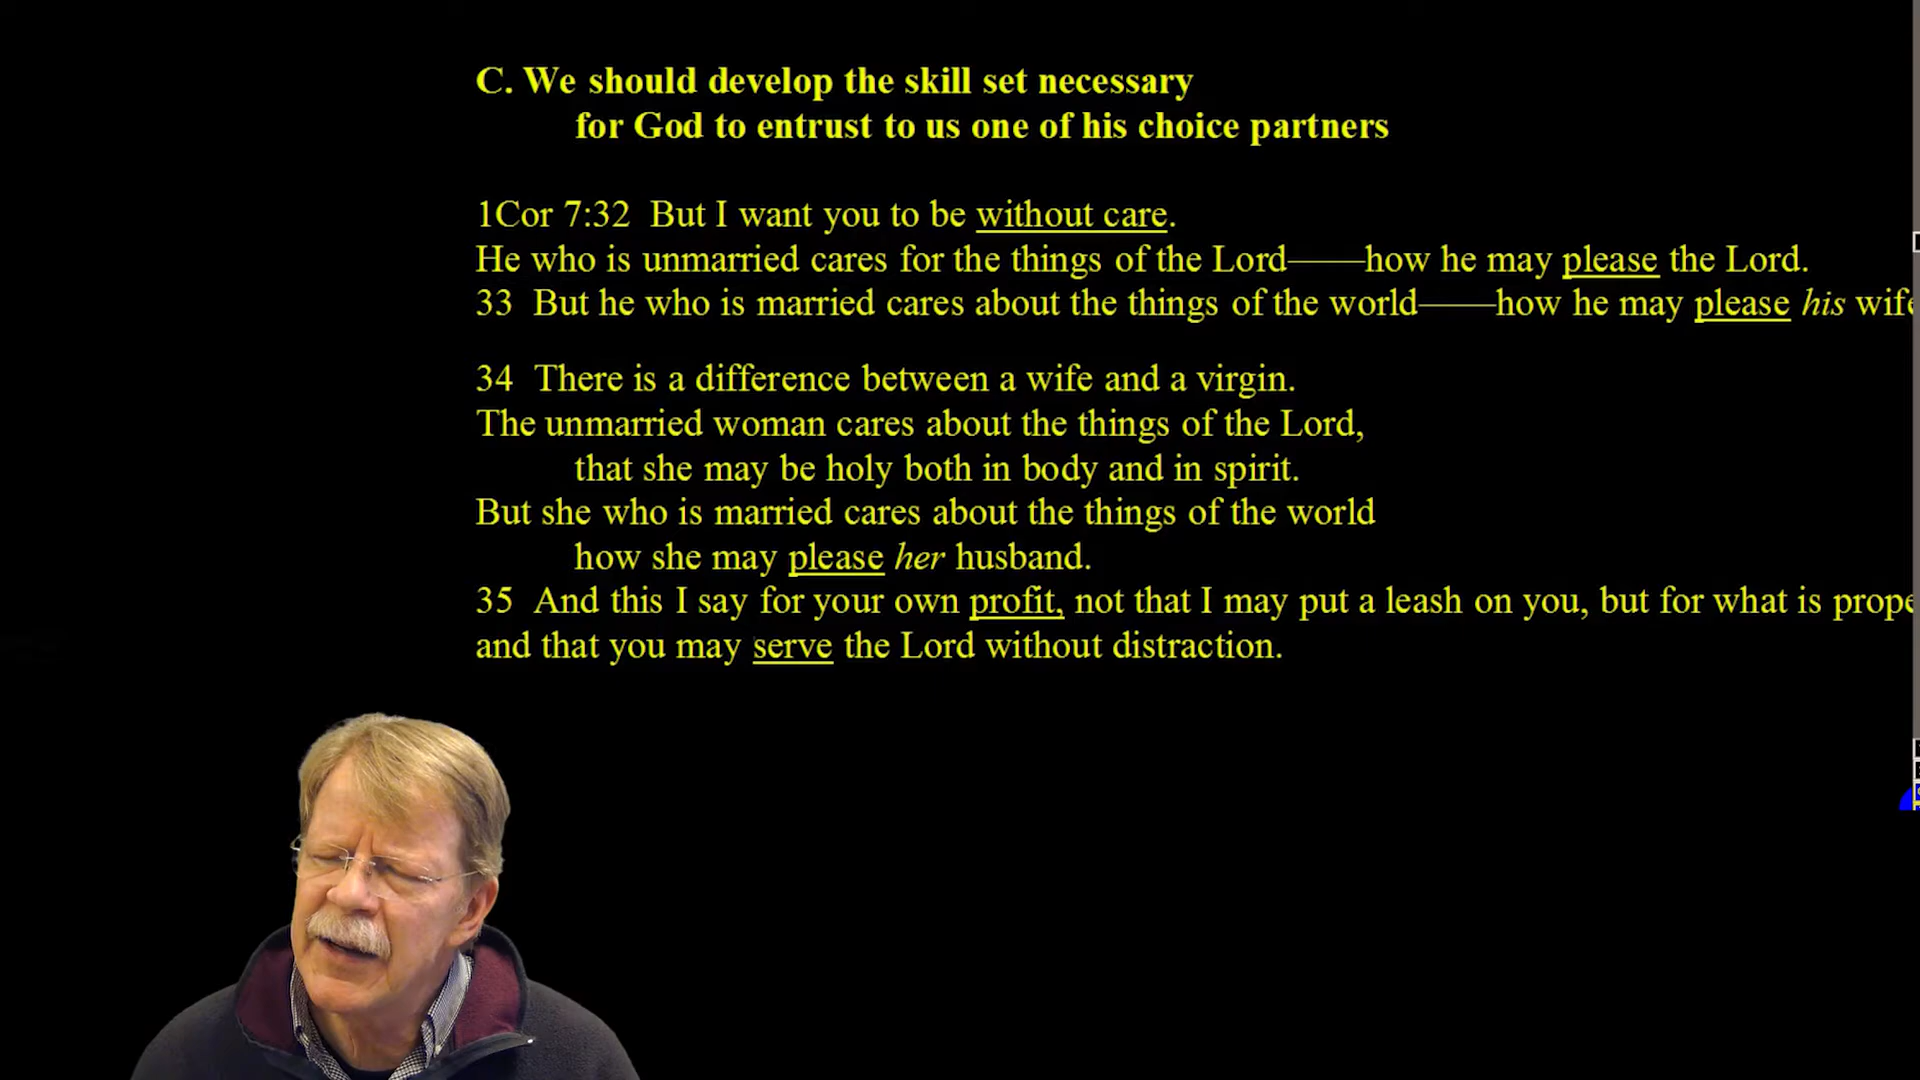 C. We should develop the skill set necessary
for God to entrust to us one of his choice partners
1Cor 7:32 But I want you to be without care.
He who is unmarried cares for the things of the Lord——how he may please the Lord.
33 But he who is married cares about the things of the world——how he may please his wife
34 There is a difference between a wife and a virgin.
The unmarried woman cares about the things of the Lord,
that she may be holy both in body and in spirit.
But she who is married cares about the things of the world
how she may please her husband.
35 And this I say for your own profit, not that I may put a leash on you, but for what is prope
and that you may serve the Lord without distraction.